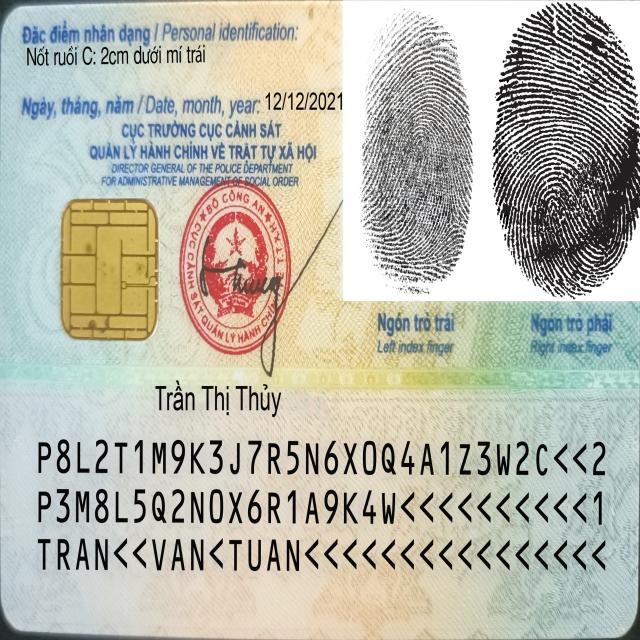 Đặc điểm nhân dạng / Personal identification:
Nốt ruồi C: 2cm dưới mí trái
Ngày, tháng, năm / Date, month, year: 12/12/2021
CỤC TRƯỞNG CỤC CẢNH SÁT
QUẢN LÝ HÀNH CHÍNH VỀ TRẬT TỰ XÃ HỘI
DIRECTOR GENERAL OF THE POLICE DEPARTMENT
FOR ADMINISTRATIVE MANAGEMENT OF SOCIAL ORDER
BỘ CÔNG AN
CỤC CẢNH SÁT QUẢN LÝ HÀNH CHÍNH
Ngón trỏ trái
Left index finger
Ngón trỏ phải
Right index finger
Trần Thị Thủy
P8L2T1M9K3J7R5N6X0Q4A1Z3W2C<<2
P3M8L5Q2N0X6R1A9K4W<<<<<<<<<<1
TRAN<<VAN<TUAN<<<<<<<<<<<<<<<<